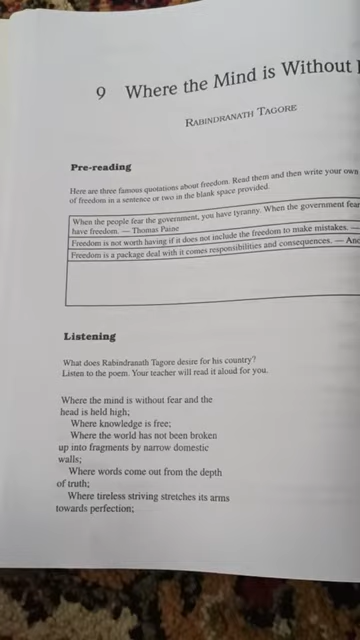 9 Where the Mind is Without
RABINDRANATH TAGORE
Pre-reading
Here are three famous quotations about freedom. Read them and then write your own
of freedom in a sentence or two in the blank space provided.
When the people fear the government, you have tyranny. When the government fear
have freedom. — Thomas Paine
Freedom is not worth having if it does not include the freedom to make mistakes. —
Freedom is a package deal with it comes responsibilities and consequences. —
Listening
What does Rabindranath Tagore desire for his country?
Listen to the poem. Your teacher will read it aloud for you.
Where the mind is without fear and the
head is held high;
Where knowledge is free;
Where the world has not been broken
up into fragments by narrow domestic
walls;
Where words come out from the depth
of truth;
Where tireless striving stretches its arms
towards perfection;